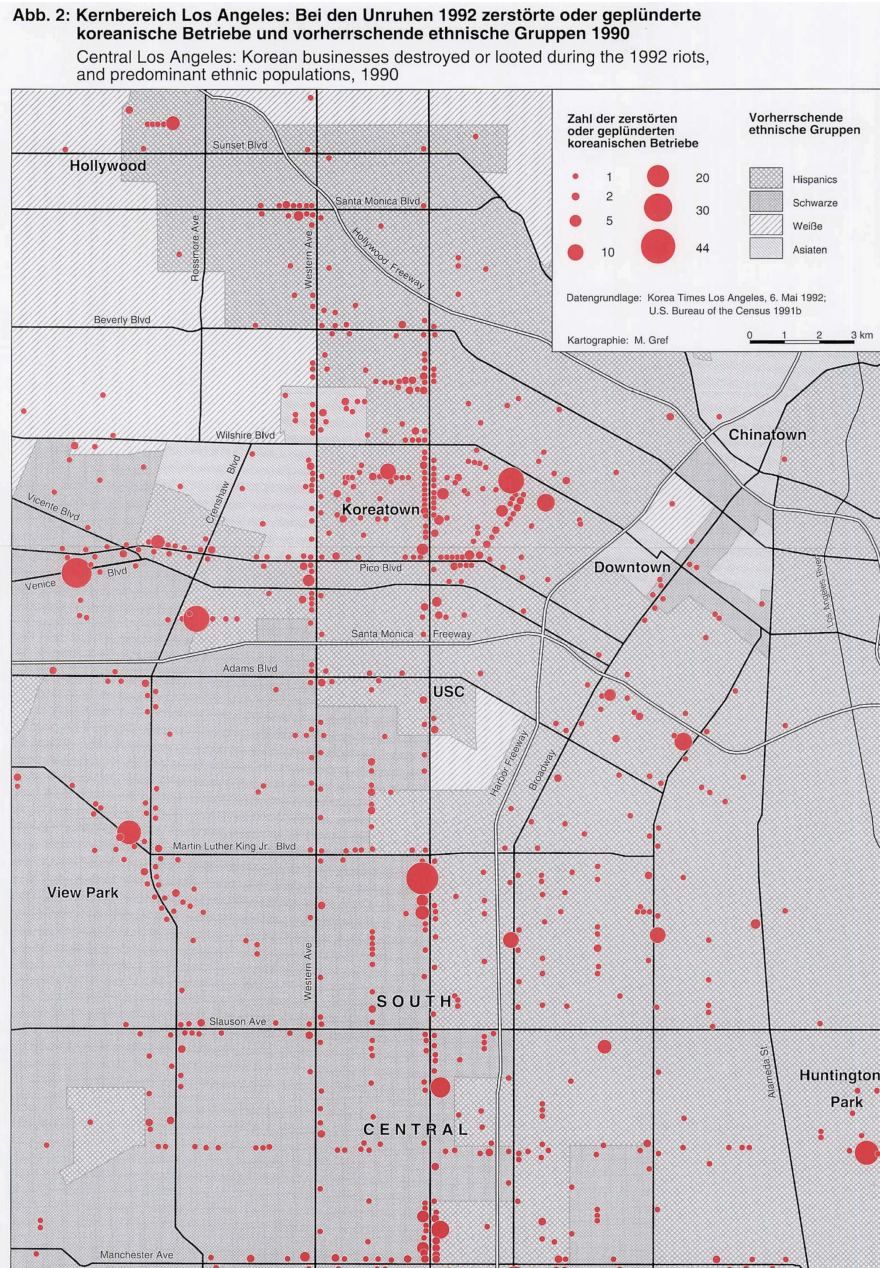 Abb. 2: Kernbereich Los Angeles: Bei den Unruhen 1992 zerstörte oder geplünderte
koreanische Betriebe und vorherrschende ethnische Gruppen 1990
Central Los Angeles: Korean businesses destroyed or looted during the 1992 riots,
and predominant ethnic populations, 1990
Zahl der zerstörten
oder geplünderten
koreanischen Betriebe
1
2
5
10
20
30
44
Vorherrschende
ethnische Gruppen
Hispanics
Schwarze
Weiße
Asiaten
Datengrundlage: Korea Times Los Angeles, 6. Mai 1992;
U.S. Bureau of the Census 1991b
Kartographie: M. Gref
0 1 2 3 km
Sunset Blvd
Hollywood
Santa Monica Blvd
Rossmore Ave
Western Ave
Hollywood Freeway
Beverly Blvd
Wilshire Blvd
Chinatown
Crenshaw Blvd
Vicente Blvd
Koreatown
Pico Blvd
Downtown
Venice Blvd
Los Angeles River
Santa Monica Freeway
Adams Blvd
USC
Harbor Freeway
Broadway
Martin Luther King Jr. Blvd
View Park
Western Ave
SOUTH
Slauson Ave
Alameda St
Huntington
Park
CENTRAL
Manchester Ave